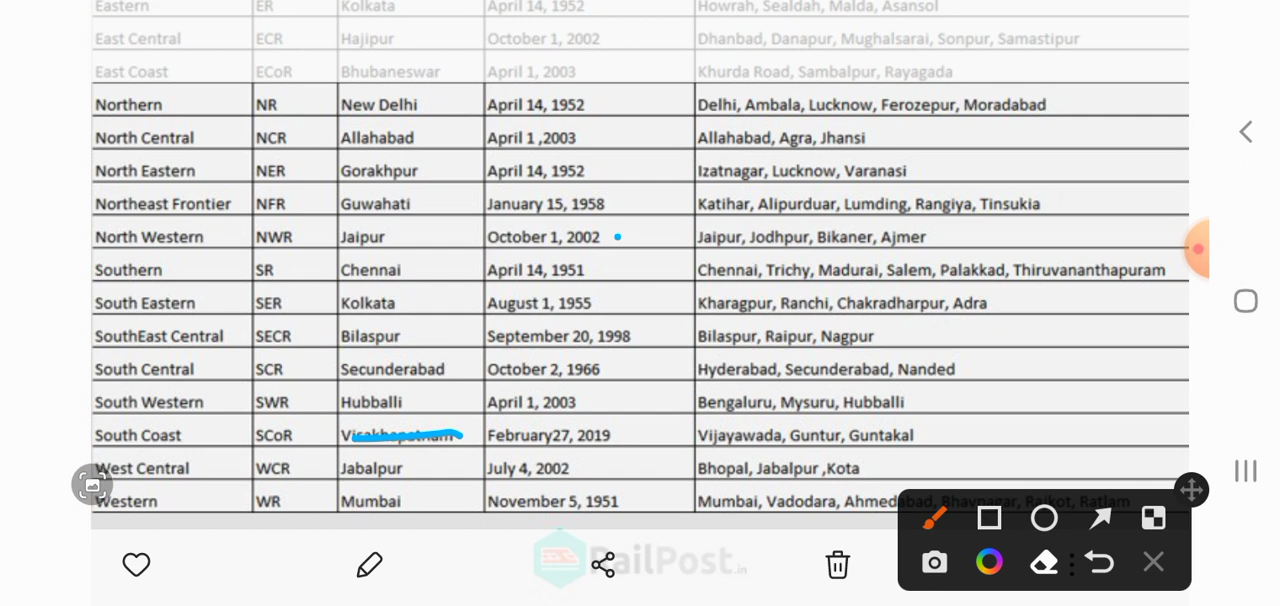 Eastern ER Kolkata April 14, 1952 Howrah, Sealdah, Malda, Asansol
East Central ECR Hajipur October 1, 2002 Dhanbad, Danapur, Mughalsarai, Sonpur, Samastipur
East Coast ECoR Bhubaneswar April 1, 2003 Khurda Road, Sambalpur, Rayagada
Northern NR New Delhi April 14, 1952 Delhi, Ambala, Lucknow, Ferozepur, Moradabad
North Central NCR Allahabad April 1 ,2003 Allahabad, Agra, Jhansi
North Eastern NER Gorakhpur April 14, 1952 Izatnagar, Lucknow, Varanasi
Northeast Frontier NFR Guwahati January 15, 1958 Katihar, Alipurduar, Lumding, Rangiya, Tinsukia
North Western NWR Jaipur October 1, 2002 Jaipur, Jodhpur, Bikaner, Ajmer
Southern SR Chennai April 14, 1951 Chennai, Trichy, Madurai, Salem, Palakkad, Thiruvananthapuram
South Eastern SER Kolkata August 1, 1955 Kharagpur, Ranchi, Chakradharpur, Adra
SouthEast Central SECR Bilaspur September 20, 1998 Bilaspur, Raipur, Nagpur
South Central SCR Secunderabad October 2, 1966 Hyderabad, Secunderabad, Nanded
South Western SWR Hubballi April 1, 2003 Bengaluru, Mysuru, Hubballi
South Coast SCoR Visakhapatnam February27, 2019 Vijayawada, Guntur, Guntakal
West Central WCR Jabalpur July 4, 2002 Bhopal, Jabalpur ,Kota
Western WR Mumbai November 5, 1951 Mumbai, Vadodara, Ahmedabad, Bhavnagar, Rajkot, Ratlam
RailPost.in